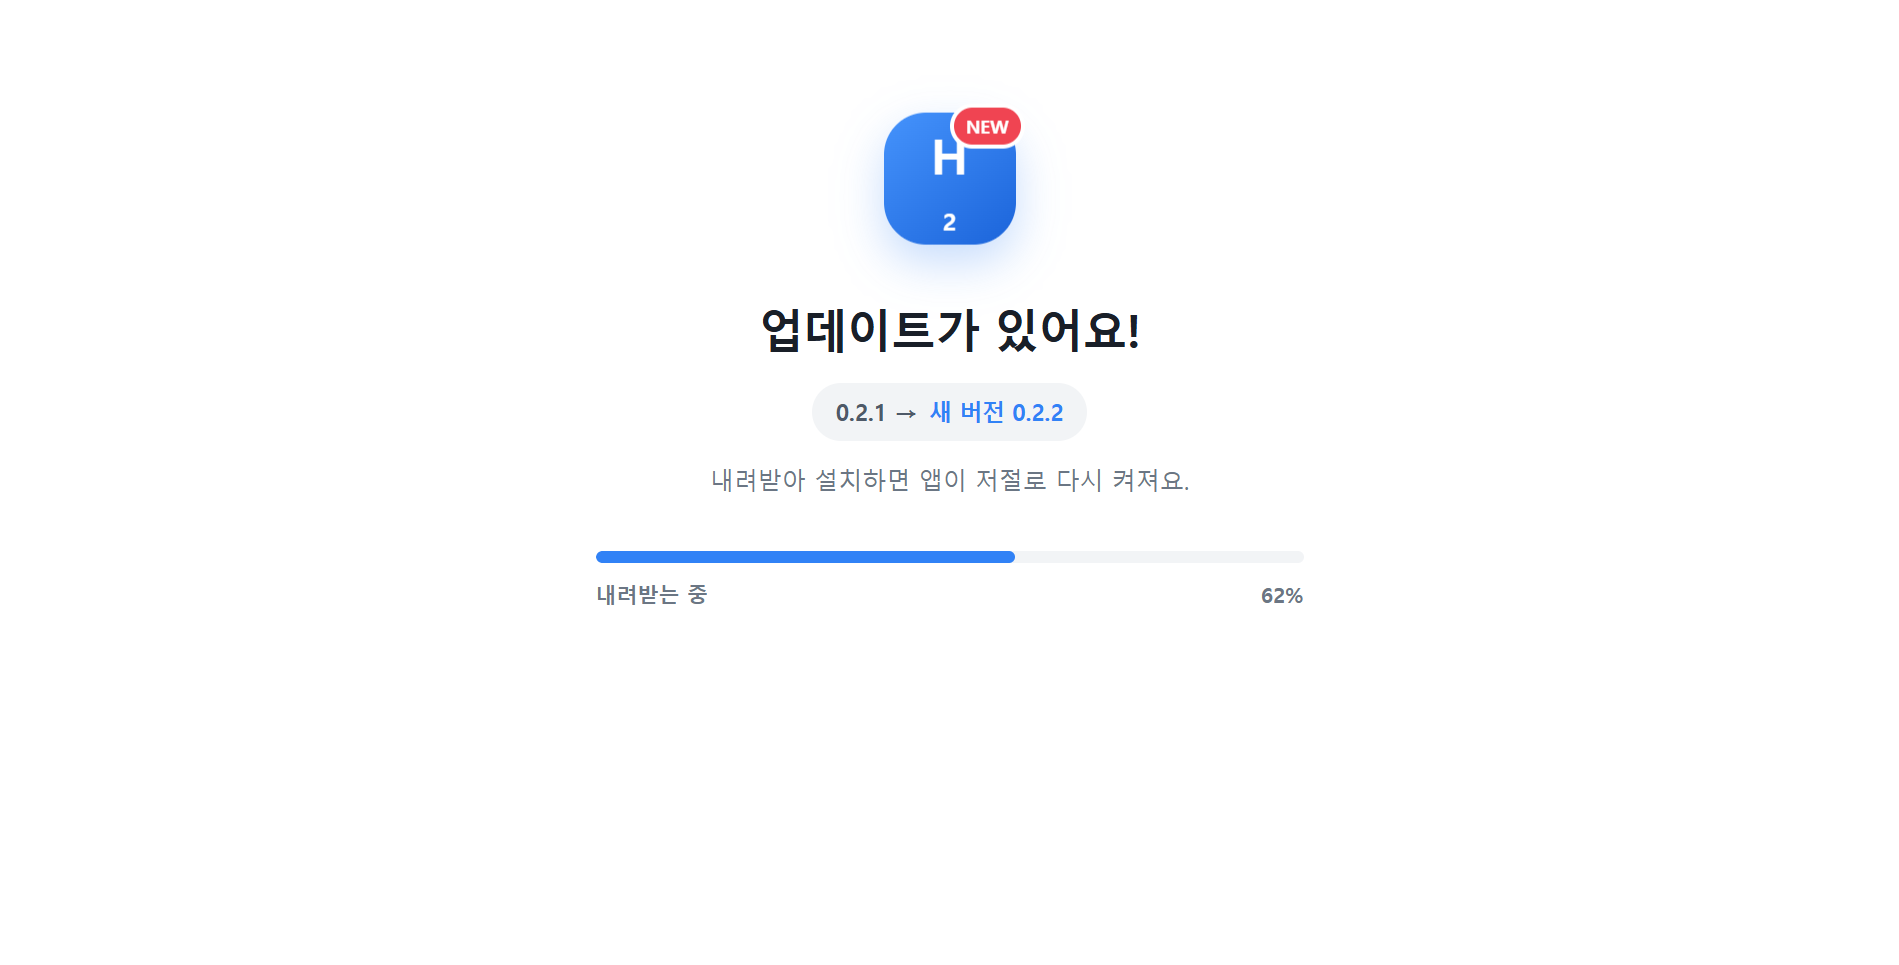 NEW
H
2
업데이트가 있어요!
0.2.1 → 새 버전 0.2.2
내려받아 설치하면 앱이 저절로 다시 켜져요.
내려받는 중 62%